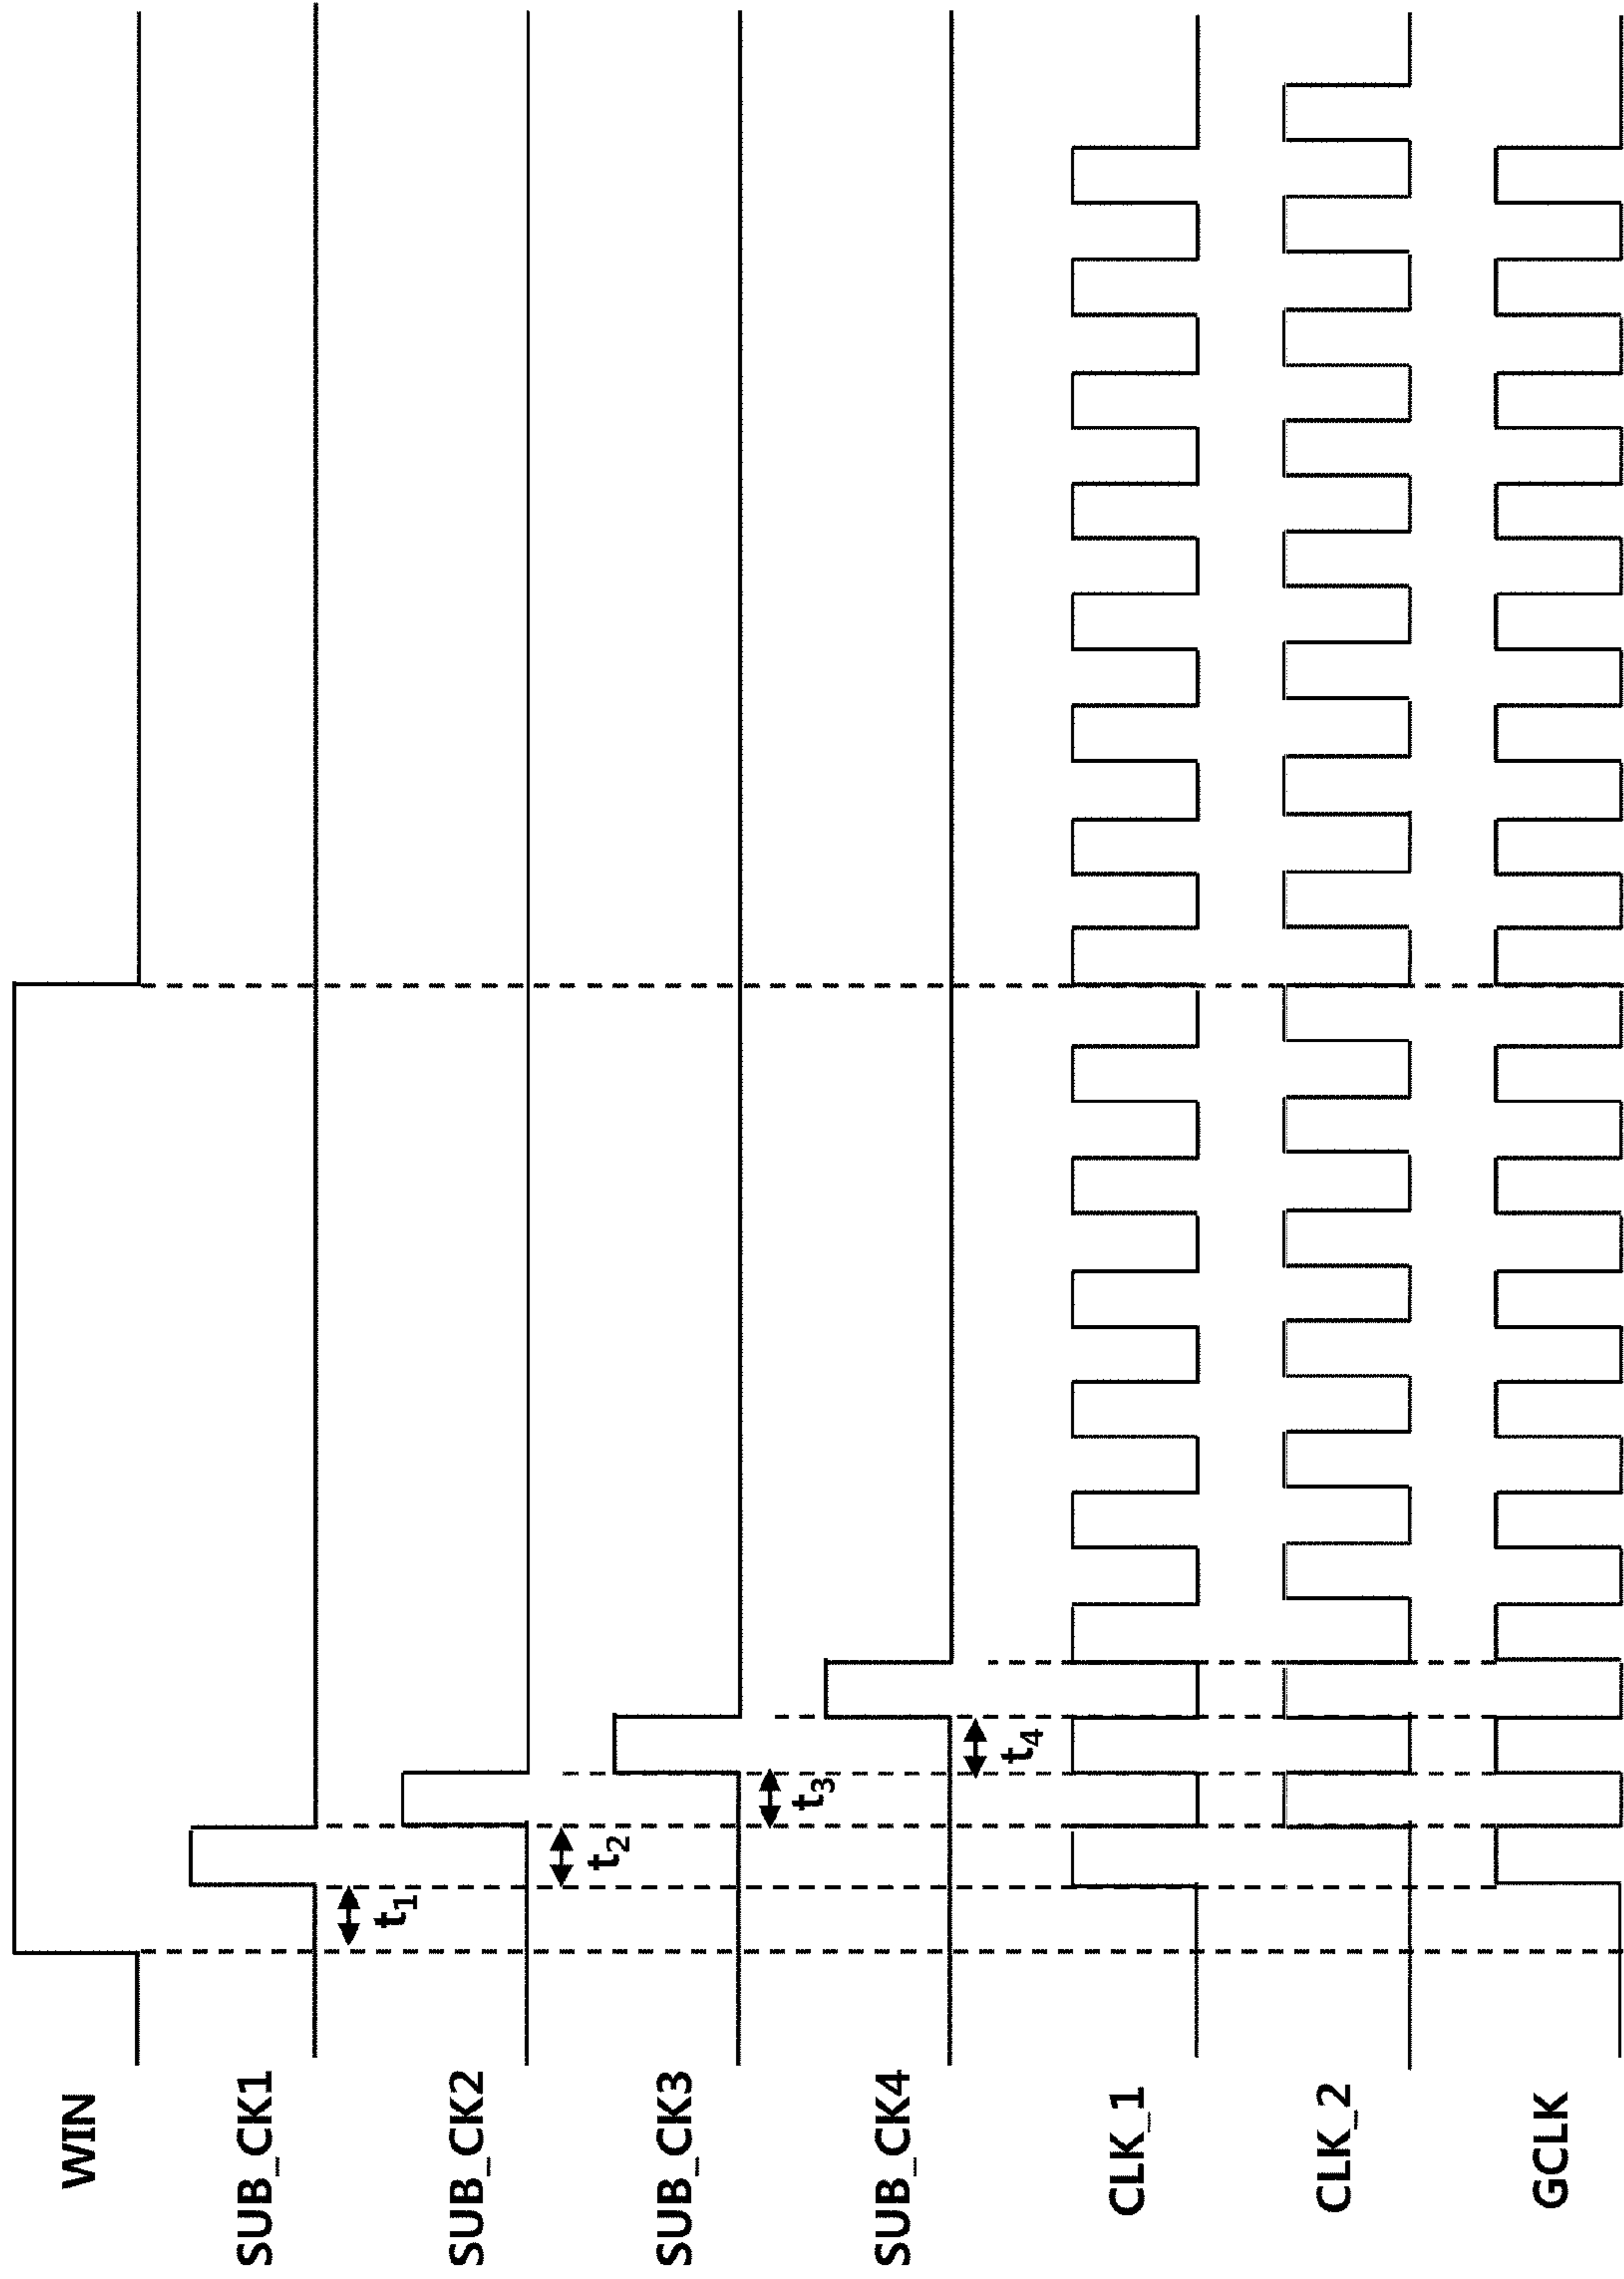 WIN
SUB_CK1
t1
SUB_CK2
t2
SUB_CK3
t3
SUB_CK4
t4
CLK_1
CLK_2
GCLK